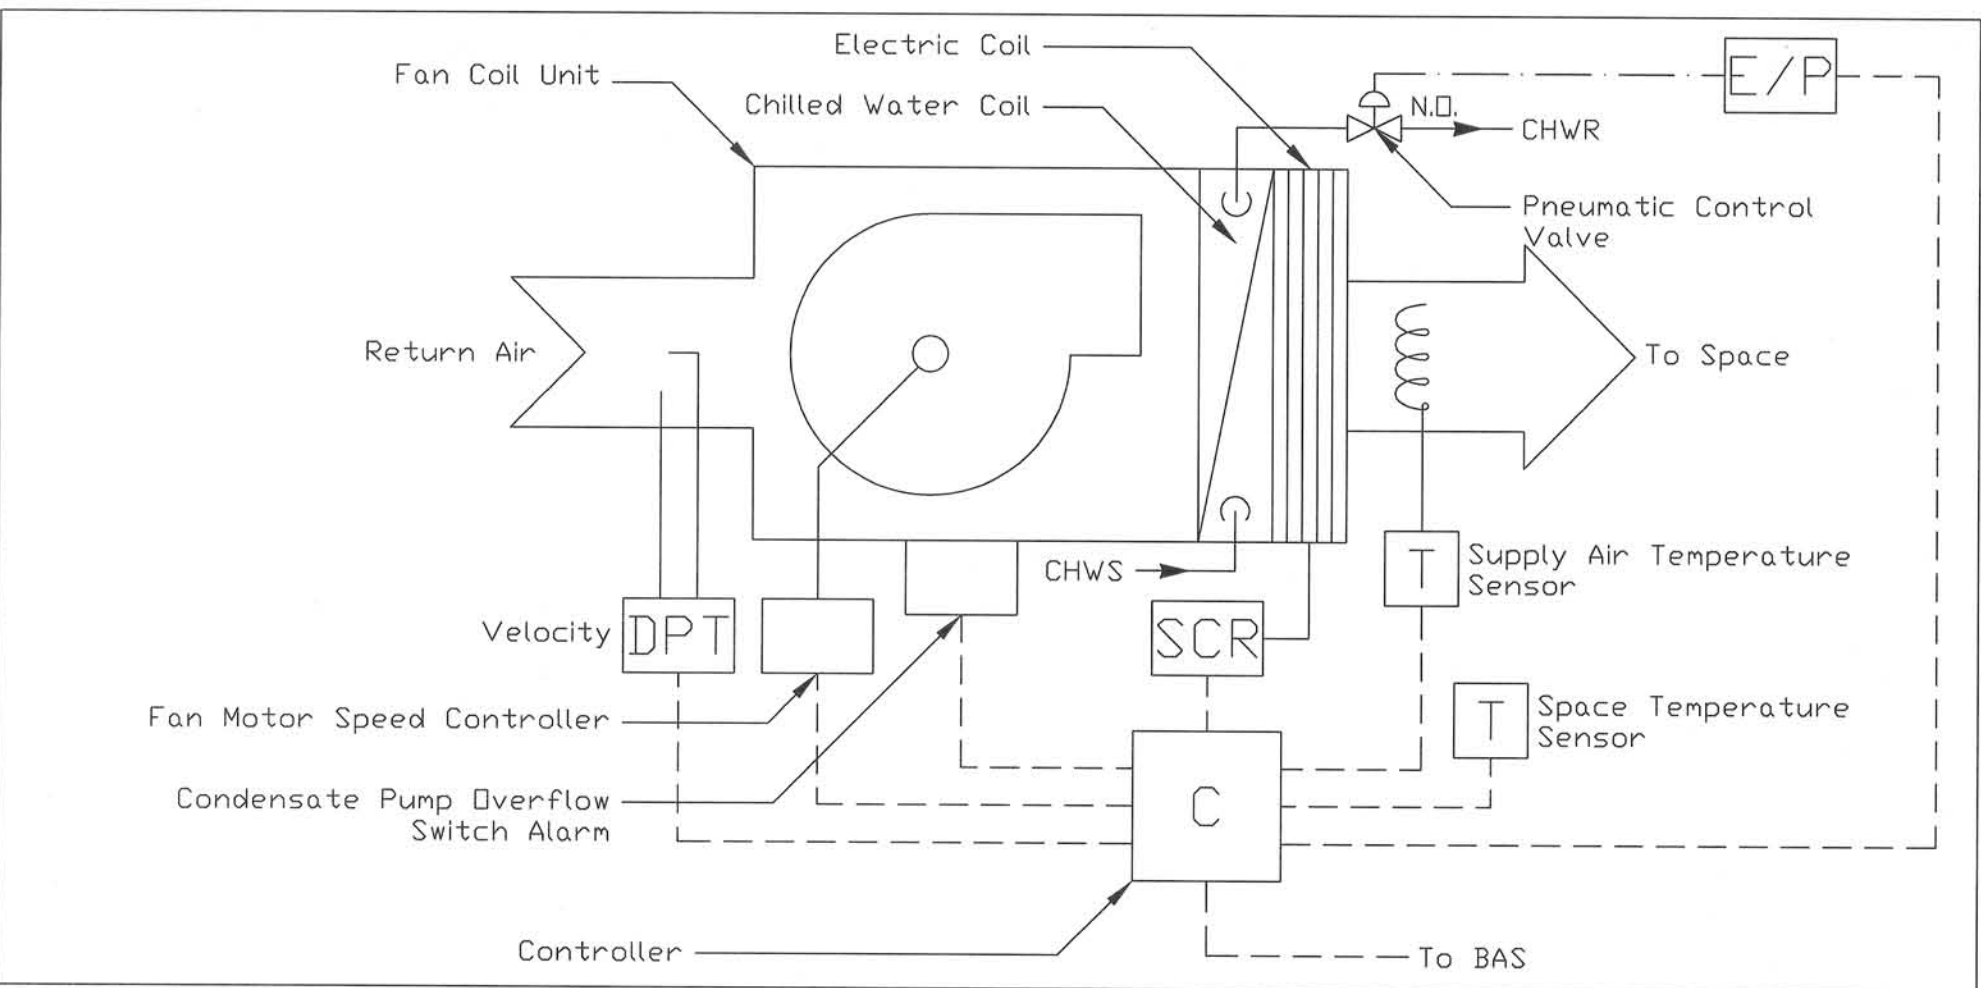 Electric Coil
Fan Coil Unit
Chilled Water Coil
E/P
N.O.
CHWR
Pneumatic Control
Valve
Return Air
To Space
CHWS
Supply Air Temperature
Sensor
Velocity
DPT
SCR
T
T
Space Temperature
Sensor
Fan Motor Speed Controller
Condensate Pump Overflow
Switch Alarm
C
Controller
To BAS